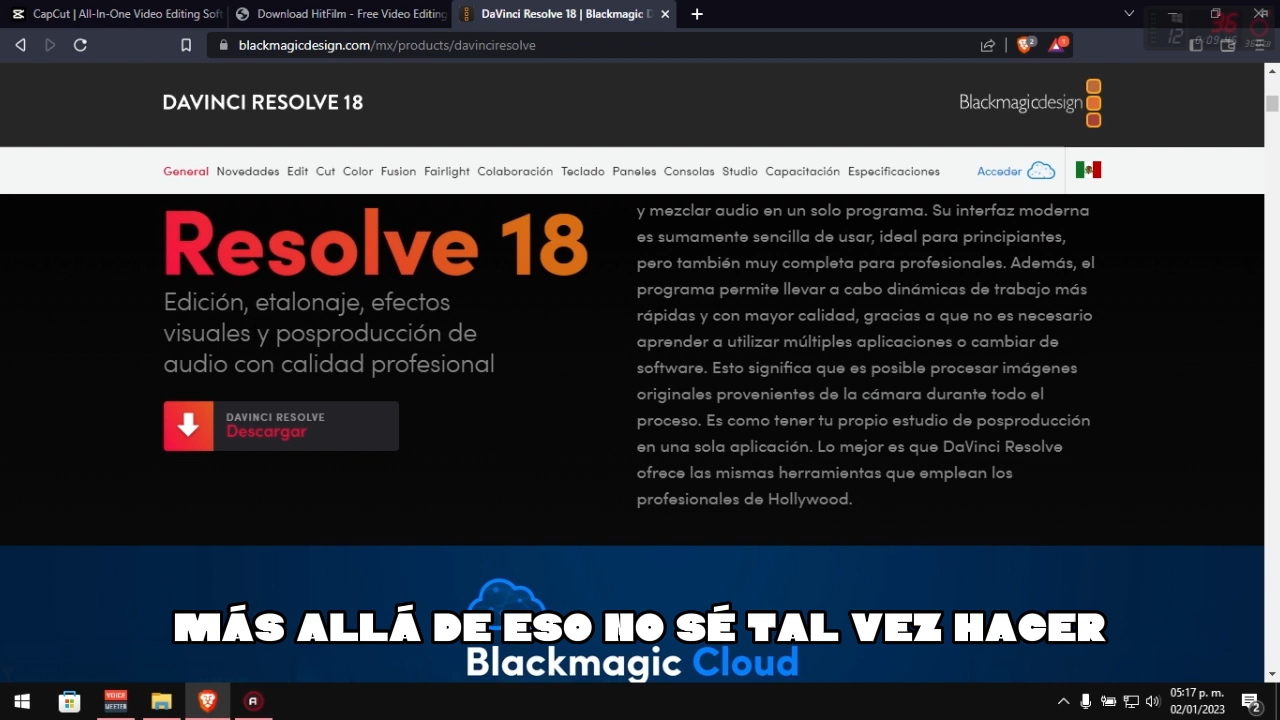 CapCut | All-In-One Video Editing Soft
Download HitFilm - Free Video Editing
DaVinci Resolve 18 | Blackmagic D
blackmagicdesign.com/mx/products/davinciresolve
2
1
36
12
DAVINCI RESOLVE 18
Blackmagicdesign
General Novedades Edit Cut Color Fusion Fairlight Colaboración Teclado Paneles Consolas Studio Capacitación Especificaciones Acceder
Resolve 18
Edición, etalonaje, efectos
visuales y posproducción de
audio con calidad profesional
DAVINCI RESOLVE
Descargar
y mezclar audio en un solo programa. Su interfaz moderna
es sumamente sencilla de usar, ideal para principiantes,
pero también muy completa para profesionales. Además, el
programa permite llevar a cabo dinámicas de trabajo más
rápidas y con mayor calidad, gracias a que no es necesario
aprender a utilizar múltiples aplicaciones o cambiar de
software. Esto significa que es posible procesar imágenes
originales provenientes de la cámara durante todo el
proceso. Es como tener tu propio estudio de posproducción
en una sola aplicación. Lo mejor es que DaVinci Resolve
ofrece las mismas herramientas que emplean los
profesionales de Hollywood.
MÁS ALLÁ DE ESO NO SÉ TAL VEZ HACER
Blackmagic Cloud
VOICE
MEETER
05:17 p. m.
02/01/2023
2